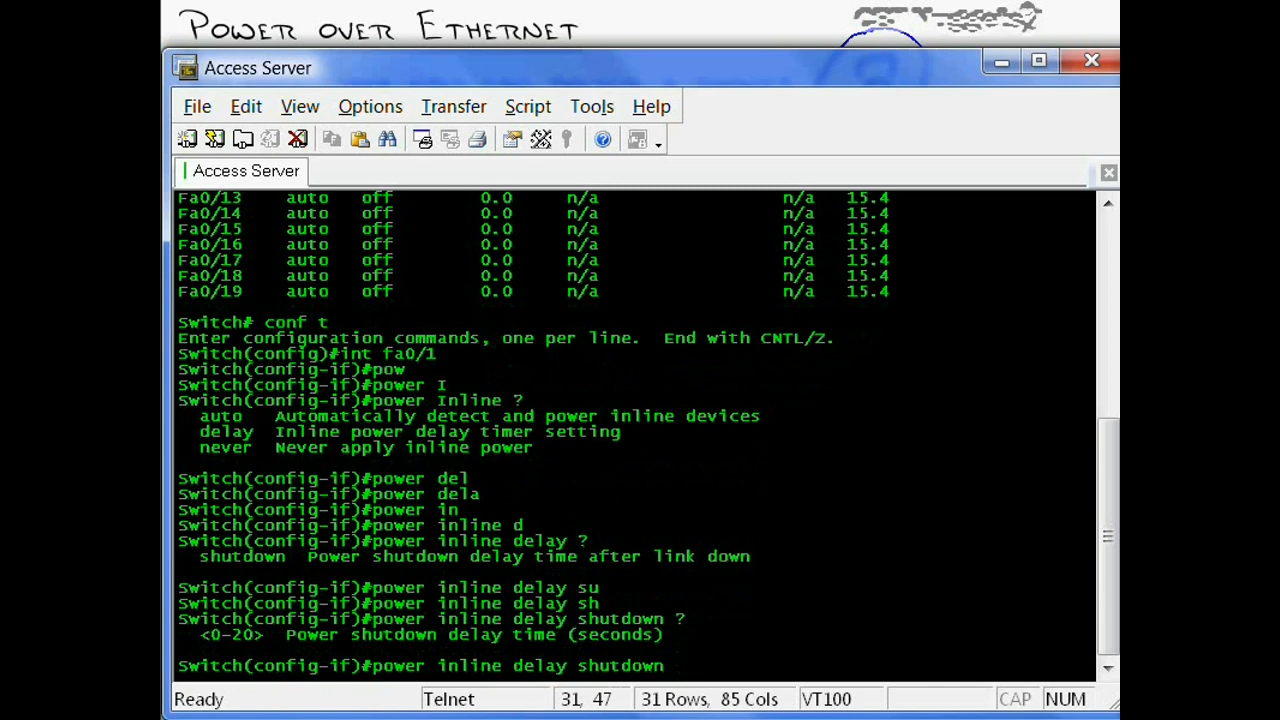 POWER OVER ETHERNET
Access Server
File Edit View Options Transfer Script Tools Help
Access Server
Fa0/13 auto off 0.0 n/a n/a 15.4
Fa0/14 auto off 0.0 n/a n/a 15.4
Fa0/15 auto off 0.0 n/a n/a 15.4
Fa0/16 auto off 0.0 n/a n/a 15.4
Fa0/17 auto off 0.0 n/a n/a 15.4
Fa0/18 auto off 0.0 n/a n/a 15.4
Fa0/19 auto off 0.0 n/a n/a 15.4
Switch# conf t
Enter configuration commands, one per line. End with CNTL/Z.
Switch(config)#int fa0/1
Switch(config-if)#pow
Switch(config-if)#power I
Switch(config-if)#power Inline ?
auto Automatically detect and power inline devices
delay Inline power delay timer setting
never Never apply inline power
Switch(config-if)#power del
Switch(config-if)#power dela
Switch(config-if)#power in
Switch(config-if)#power inline d
Switch(config-if)#power inline delay ?
shutdown Power shutdown delay time after link down
Switch(config-if)#power inline delay su
Switch(config-if)#power inline delay sh
Switch(config-if)#power inline delay shutdown ?
<0-20> Power shutdown delay time (seconds)
Switch(config-if)#power inline delay shutdown
Ready Telnet 31, 47 31 Rows, 85 Cols VT100 CAP NUM